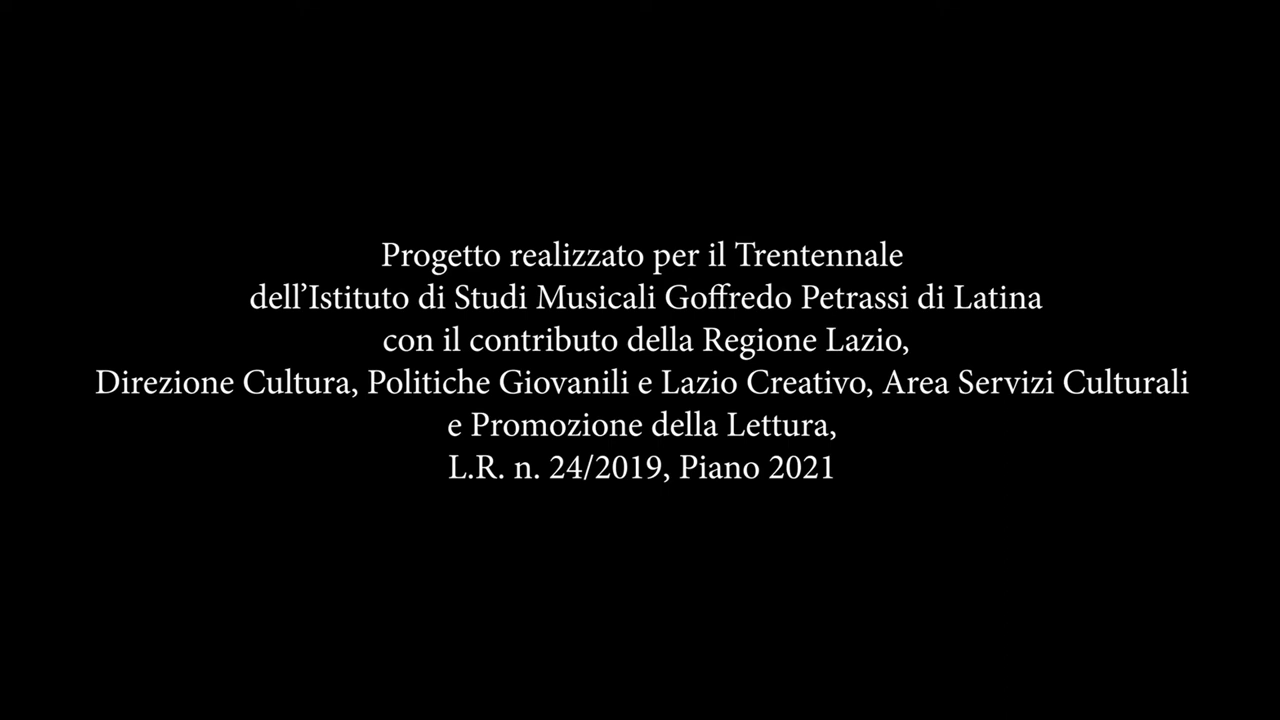 Progetto realizzato per il Trentennale
dell’Istituto di Studi Musicali Goffredo Petrassi di Latina
con il contributo della Regione Lazio,
Direzione Cultura, Politiche Giovanili e Lazio Creativo, Area Servizi Culturali
e Promozione della Lettura,
L.R. n. 24/2019, Piano 2021